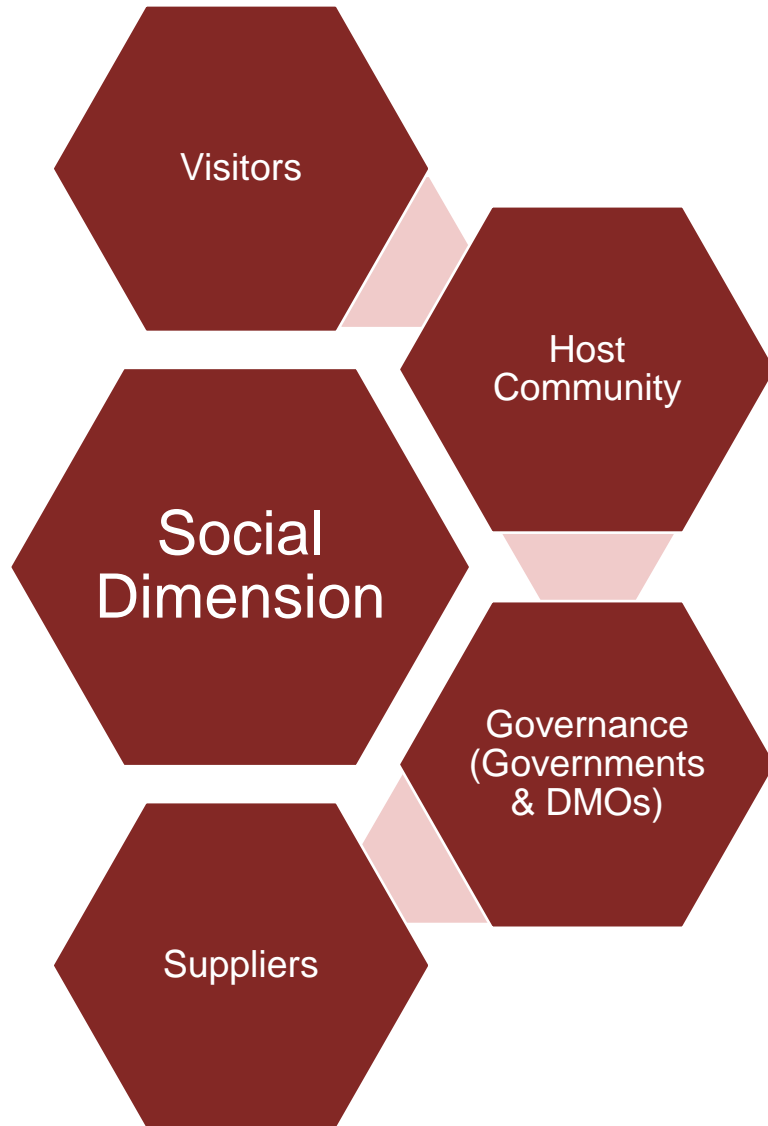 Visitors
Host
Community
Social
Dimension
Governance
(Governments
& DMOs)
Suppliers